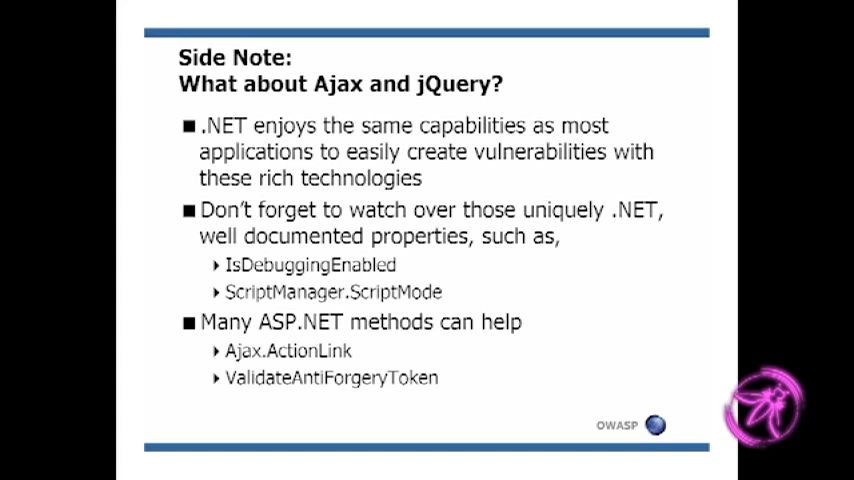 Side Note:
What about Ajax and jQuery?
.NET enjoys the same capabilities as most
applications to easily create vulnerabilities with
these rich technologies
Don't forget to watch over those uniquely .NET,
well documented properties, such as,
IsDebuggingEnabled
ScriptManager.ScriptMode
Many ASP.NET methods can help
Ajax.ActionLink
ValidateAntiForgeryToken
OWASP